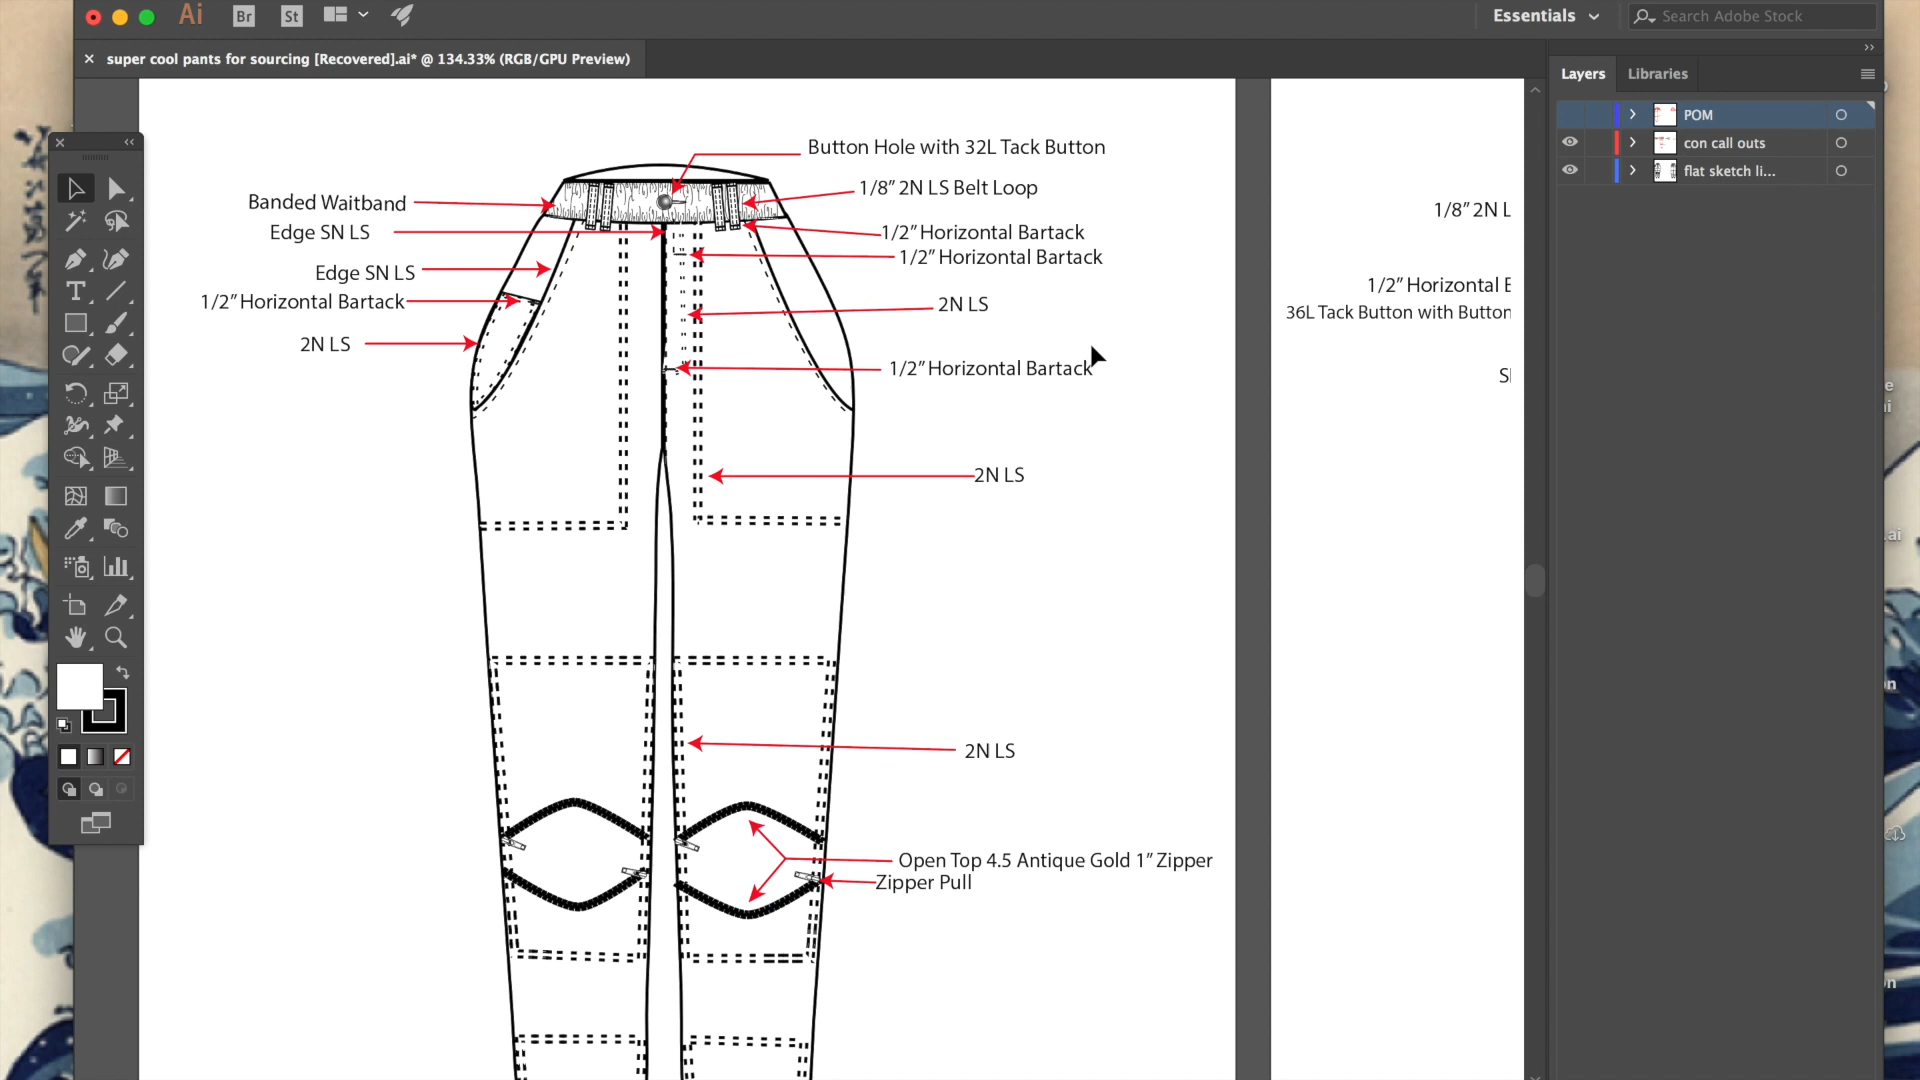 Ai Br St Essentials Search Adobe Stock
super cool pants for sourcing [Recovered].ai* @ 134.33% (RGB/GPU Preview)
Layers Libraries
POM
con call outs
flat sketch li...
Button Hole with 32L Tack Button
1/8" 2N LS Belt Loop
Banded Waitband
Edge SN LS
1/2" Horizontal Bartack
1/2" Horizontal Bartack
Edge SN LS
1/2" Horizontal Bartack
2N LS
2N LS
1/2" Horizontal Bartack
2N LS
2N LS
Open Top 4.5 Antique Gold 1" Zipper
Zipper Pull
1/8" 2N L
1/2" Horizontal B
36L Tack Button with Button
.ai